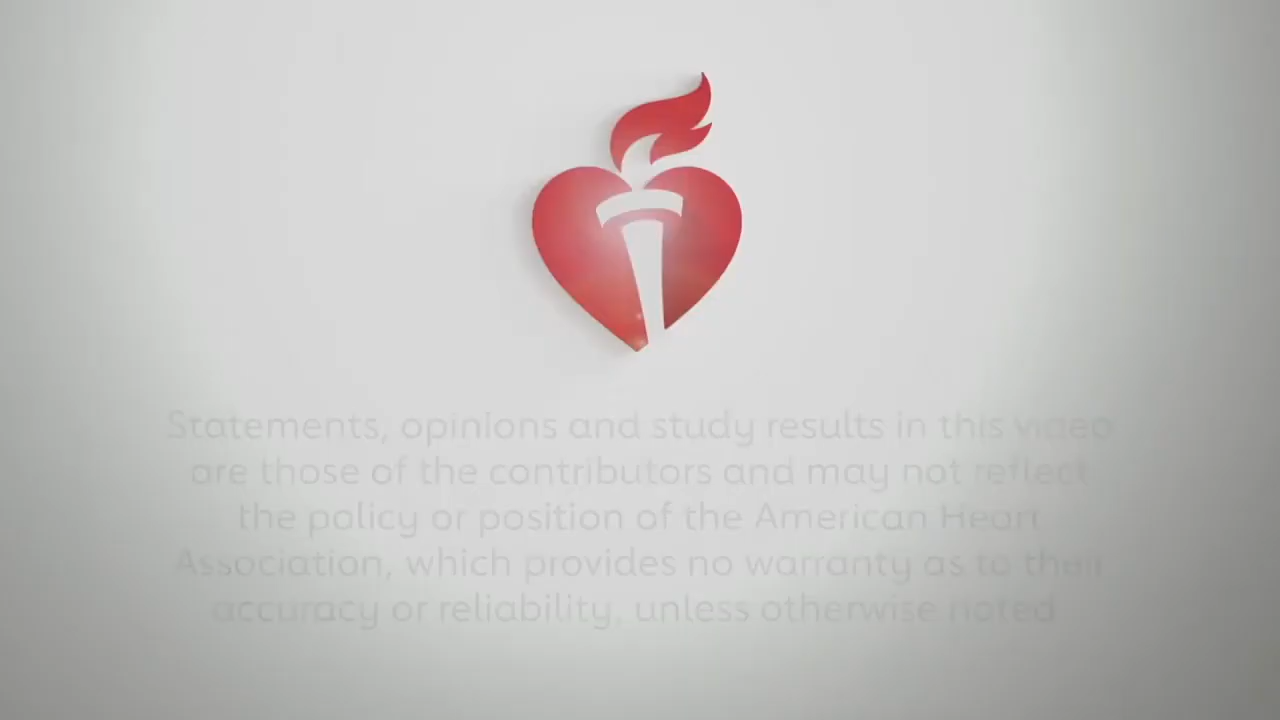 Statements, opinions and study results in this video
are those of the contributors and may not reflect
the policy or position of the American Heart
Association, which provides no warranty as to their
accuracy or reliability, unless otherwise noted